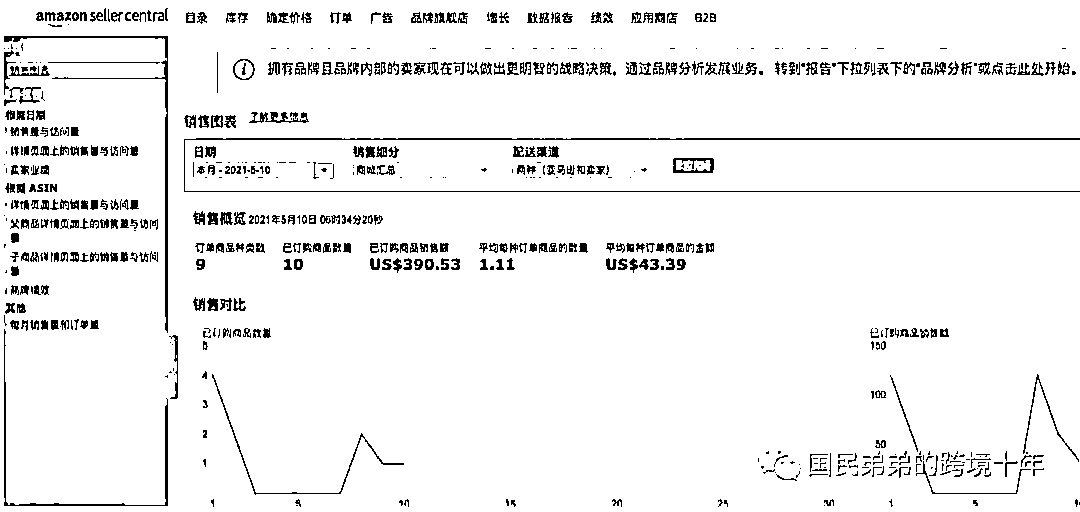 amazon seller central 目录 库存 确定价格 订单 广告 品牌旗舰店 增长 数据报告 绩效 应用商店 B2B
拥有品牌且品牌内部的卖家现在可以做出更明智的战略决策。通过品牌分析发展业务。 转到“报告”下拉列表下的“品牌分析”或点击此处开始。
销售图表
根据日期
销售量与访问量
详情页面上的销售量与访问量
卖家业绩
根据 ASIN
详情页面上的销售量与访问量
父商品详情页面上的销售量与访问
量
子商品详情页面上的销售量与访问
量
品牌绩效
其他
每月销售量和订单量
销售图表 了解更多信息
日期 销售细分 配送渠道
本月 - 2021-5-10 商城汇总 两种（亚马逊和卖家）
销售概览 2021年5月10日 06时34分20秒
订单商品种类数 已订购商品数量 已订购商品销售额 平均每种订单商品的数量 平均每种订单商品的金额
9 10 US$390.53 1.11 US$43.39
销售对比
已订购商品数量 已订购商品销售额
5 150
4
100
3
2
50
1
1 5 10 15 20 25 30 1 5 10
国民弟弟的跨境十年